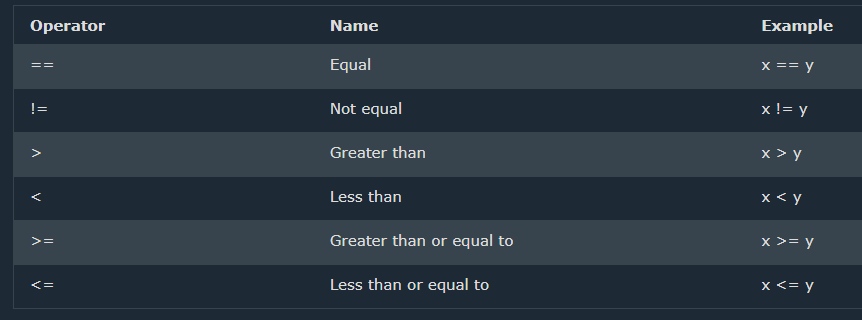 Operator Name Example
== Equal x == y
!= Not equal x != y
> Greater than x > y
< Less than x < y
>= Greater than or equal to x >= y
<= Less than or equal to x <= y